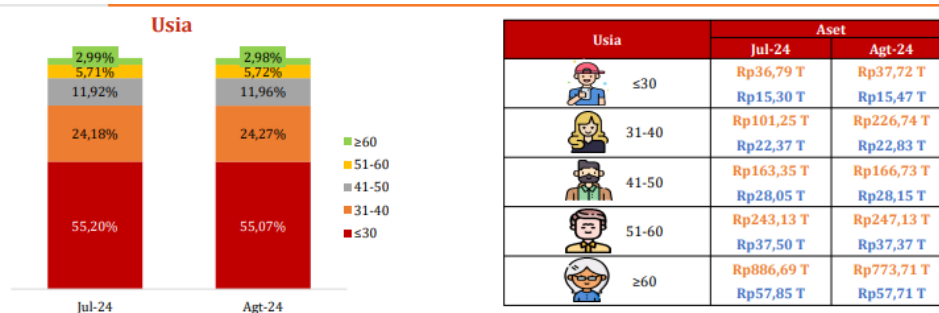 Usia
2,99%
2,98%
5,71%
5,72%
11,92%
11,96%
24,18%
24,27%
55,20%
55,07%
Jul-24
Agt-24
≥60
51-60
41-50
31-40
≤30
Usia
Aset
Jul-24
Agt-24
≤30
Rp36,79 T
Rp37,72 T
Rp15,30 T
Rp15,47 T
31-40
Rp101,25 T
Rp226,74 T
Rp22,37 T
Rp22,83 T
41-50
Rp163,35 T
Rp166,73 T
Rp28,05 T
Rp28,15 T
51-60
Rp243,13 T
Rp247,13 T
Rp37,50 T
Rp37,37 T
≥60
Rp886,69 T
Rp773,71 T
Rp57,85 T
Rp57,71 T